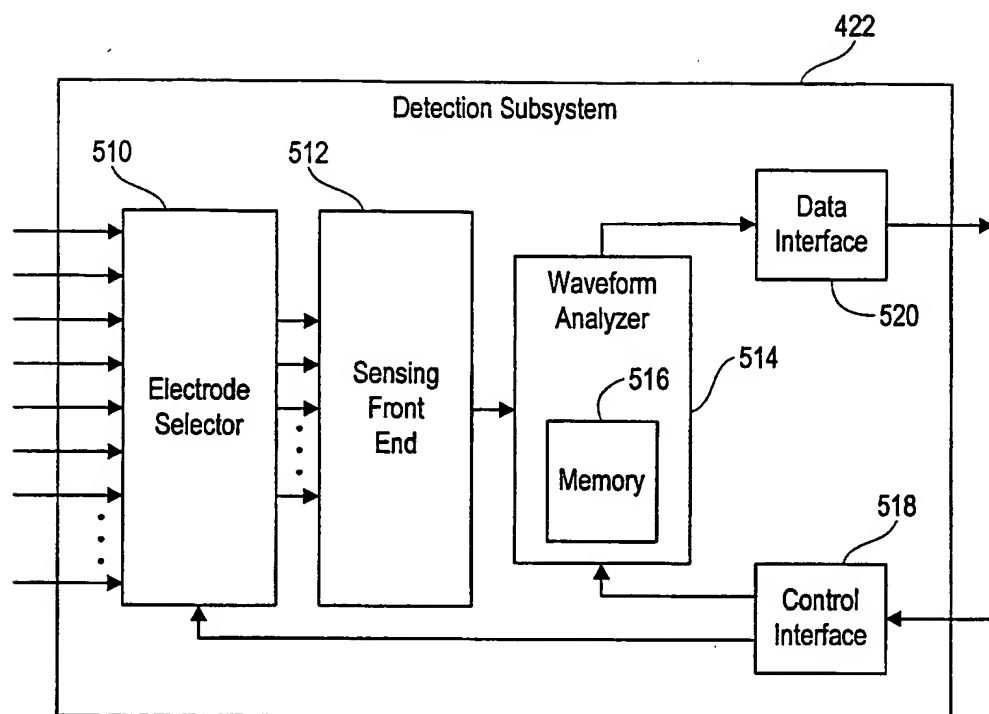 422
Detection Subsystem
510
512
Data
Interface
520
Waveform
Analyzer
514
516
Memory
Electrode
Selector
Sensing
Front
End
518
Control
Interface